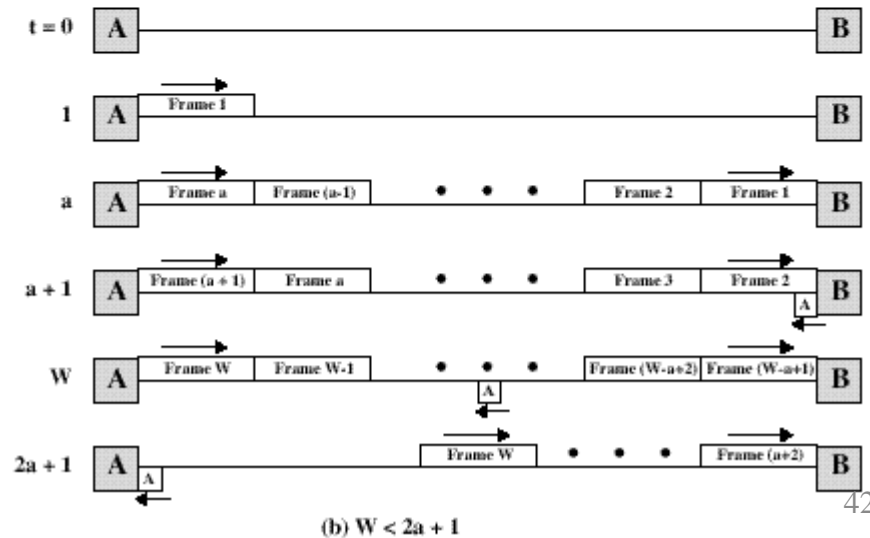 t = 0 A B
1 A Frame 1 B
a A Frame a Frame (a-1) • • • Frame 2 Frame 1 B
a + 1 A Frame (a + 1) Frame a • • • Frame 3 Frame 2 B
A
W A Frame W Frame W-1 • • • Frame (W-a+2) Frame (W-a+1) B
A
2a + 1 A Frame W • • • Frame (a+2) B
A
42
(b) W < 2a + 1